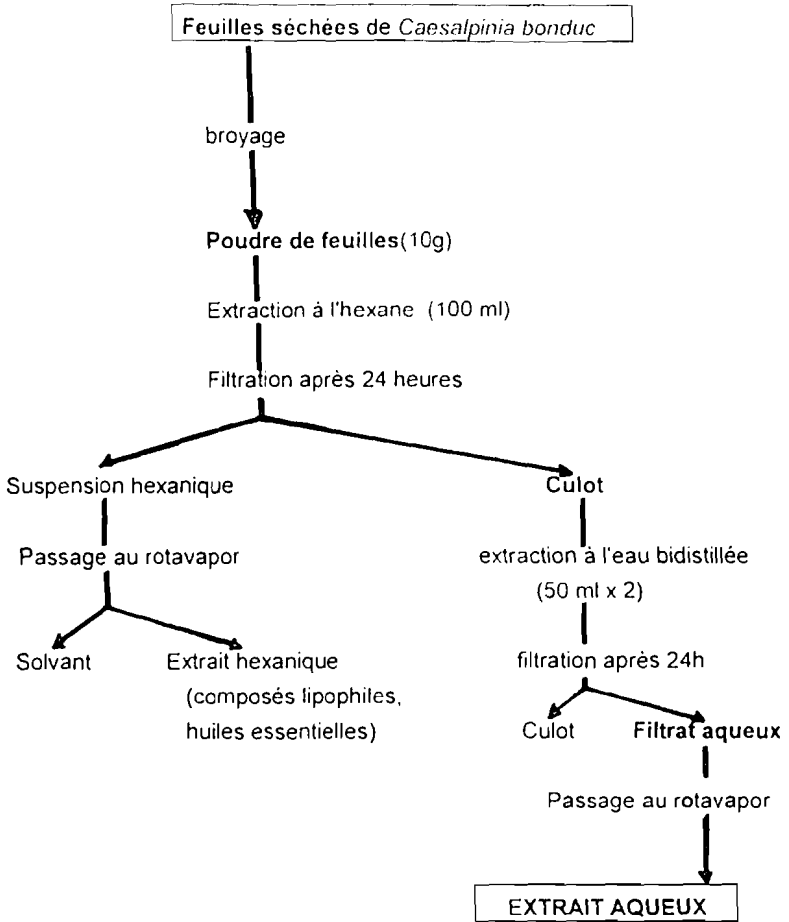 Feuilles séchées de Caesalpinia bonduc
broyage
Poudre de feuilles(10g)
Extraction à l'hexane (100 ml)
Filtration après 24 heures
Suspension hexanique
Culot
Passage au rotavapor
extraction à l'eau bidistillée
(50 ml x 2)
Solvant
Extrait hexanique
(composés lipophiles,
huiles essentielles)
filtration après 24h
Culot
Filtrat aqueux
Passage au rotavapor
EXTRAIT AQUEUX